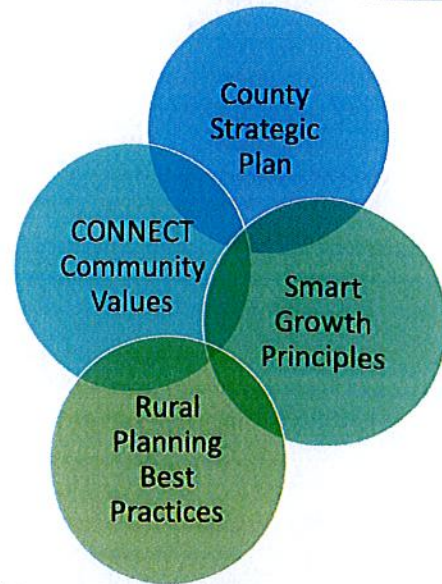 County
Strategic
Plan
CONNECT
Community
Values
Smart
Growth
Principles
Rural
Planning
Best
Practices